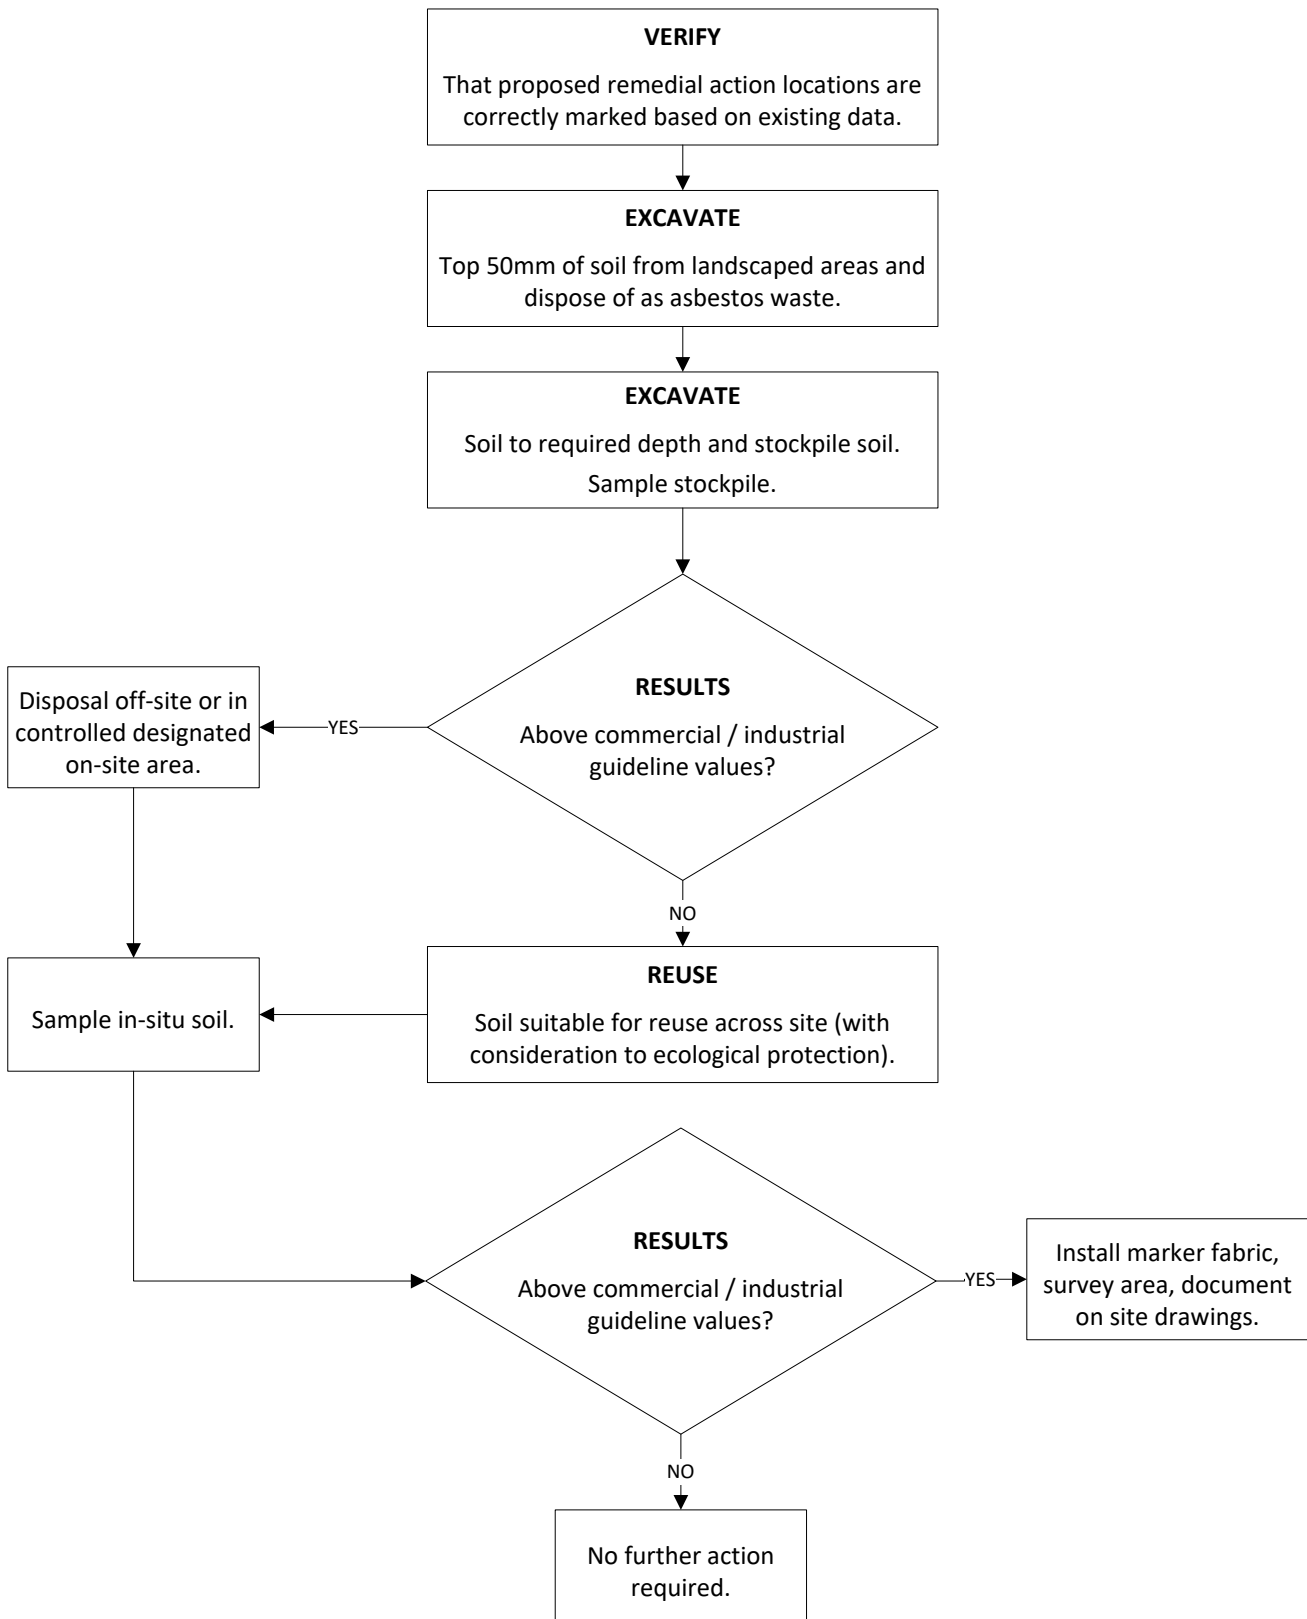 VERIFY
That proposed remedial action locations are
correctly marked based on existing data.
EXCAVATE
Top 50mm of soil from landscaped areas and
dispose of as asbestos waste.
EXCAVATE
Soil to required depth and stockpile soil.
Sample stockpile.
RESULTS
Above commercial / industrial
guideline values?
YES
Disposal off-site or in
controlled designated
on-site area.
NO
REUSE
Soil suitable for reuse across site (with
consideration to ecological protection).
Sample in-situ soil.
RESULTS
Above commercial / industrial
guideline values?
YES
Install marker fabric,
survey area, document
on site drawings.
NO
No further action
required.